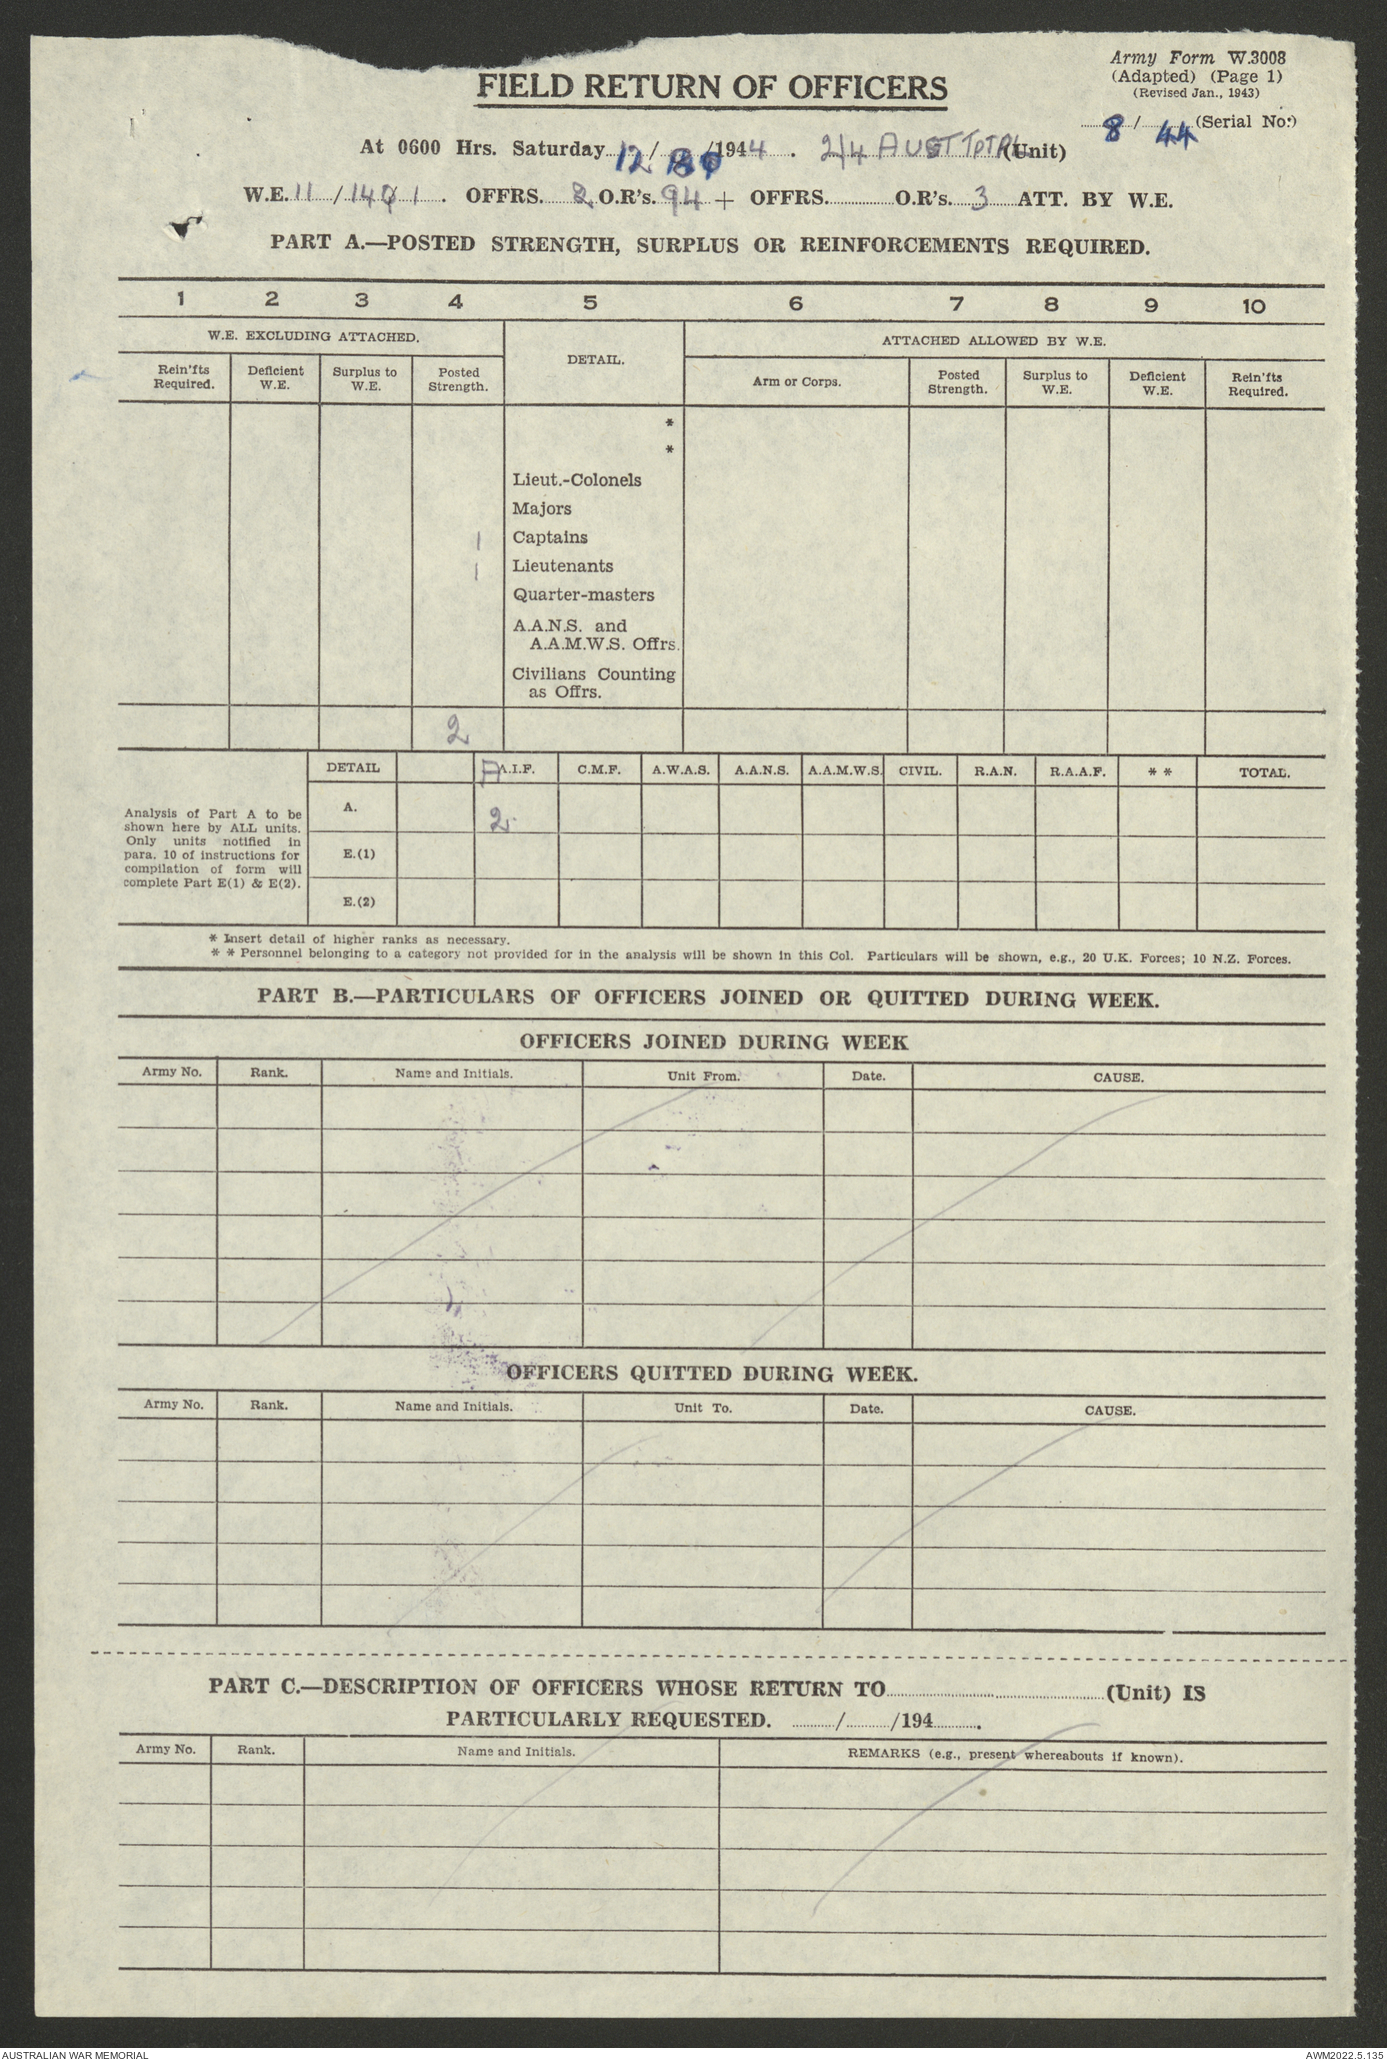 Army Form W.3008
(Adapted) (Page 1)
(Revised Jan., 1943)
FIELD RETURN OF OFFICERS
8/44 (Serial No.)
At 0600 Hrs. Saturday 12/ /1944. 2/4 AUST TPT PL (Unit)
W.E. 11/ 1 . OFFRS. 2 O.R's. 94 + OFFRS. O.R's. 3 ATT. BY W.E.
PART A.—POSTED STRENGTH, SURPLUS OR REINFORCEMENTS REQUIRED.
1 2 3 4 5 6 7 8 9 10
W.E. EXCLUDING ATTACHED. DETAIL. ATTACHED ALLOWED BY W.E.
Rein'fts Required. Deficient W.E. Surplus to W.E. Posted Strength. Arm or Corps. Posted Strength. Surplus to W.E. Deficient W.E. Rein'fts Required.
*
*
Lieut.-Colonels
Majors
1 Captains
1 Lieutenants
Quarter-masters
A.A.N.S. and
A.A.M.W.S. Offrs.
Civilians Counting
as Offrs.
2
DETAIL A.I.F. C.M.F. A.W.A.S. A.A.N.S. A.A.M.W.S. CIVIL. R.A.N. R.A.A.F. * * TOTAL.
A. 2
E.(1)
E.(2)
Analysis of Part A to be
shown here by ALL units.
Only units notified in
para. 10 of instructions for
compilation of form will
complete Part E(1) & E(2).
* Insert detail of higher ranks as necessary.
* * Personnel belonging to a category not provided for in the analysis will be shown in this Col. Particulars will be shown, e.g., 20 U.K. Forces; 10 N.Z. Forces.
PART B.—PARTICULARS OF OFFICERS JOINED OR QUITTED DURING WEEK.
OFFICERS JOINED DURING WEEK
Army No. Rank. Name and Initials. Unit From. Date. CAUSE.
OFFICERS QUITTED DURING WEEK.
Army No. Rank. Name and Initials. Unit To. Date. CAUSE.
PART C.—DESCRIPTION OF OFFICERS WHOSE RETURN TO (Unit) IS
PARTICULARLY REQUESTED. / /194 .
Army No. Rank. Name and Initials. REMARKS (e.g., present whereabouts if known).
AUSTRALIAN WAR MEMORIAL AWM2022.5.135